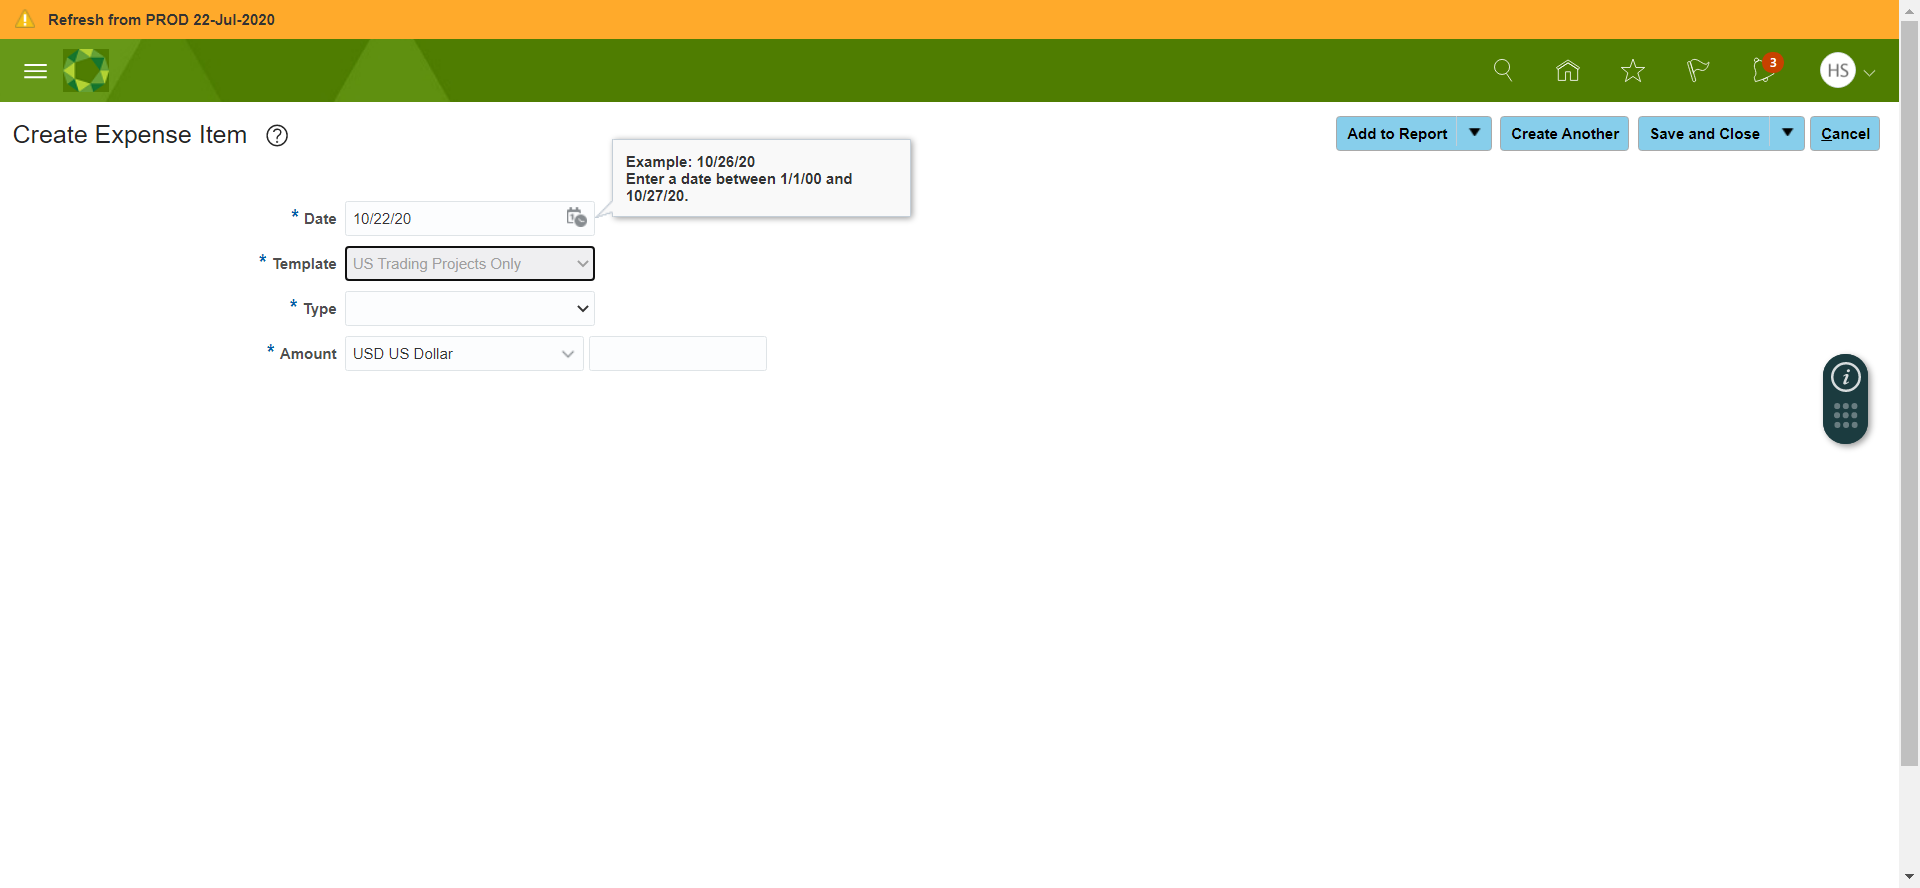 Refresh from PROD 22-Jul-2020
3
HS
Create Expense Item ?
Add to Report
Create Another
Save and Close
Cancel
Example: 10/26/20
Enter a date between 1/1/00 and
10/27/20.
* Date 10/22/20
* Template US Trading Projects Only
* Type
* Amount USD US Dollar
i